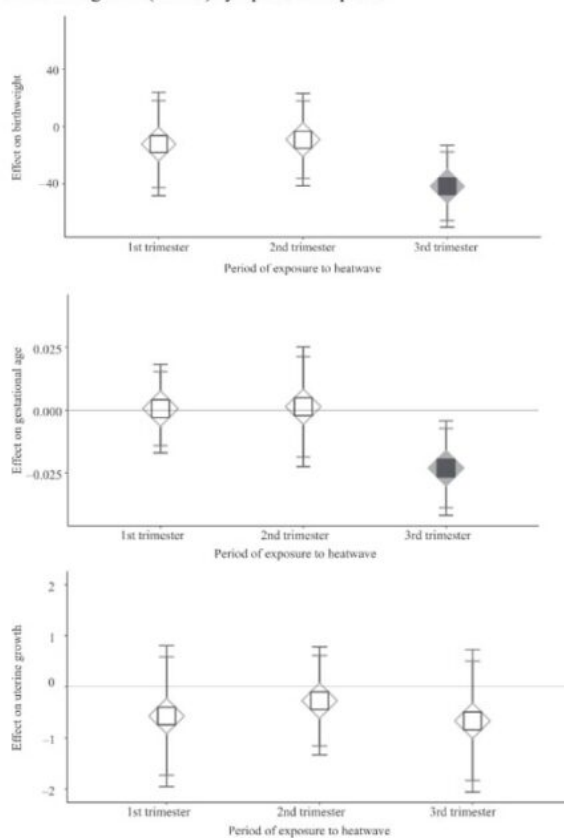 40
0
−40
Effect on birthweight
1st trimester 2nd trimester 3rd trimester
Period of exposure to heatwave
0.025
0.000
−0.025
Effect on gestational age
1st trimester 2nd trimester 3rd trimester
Period of exposure to heatwave
2
1
0
−1
−2
Effect on uterine growth
1st trimester 2nd trimester 3rd trimester
Period of exposure to heatwave